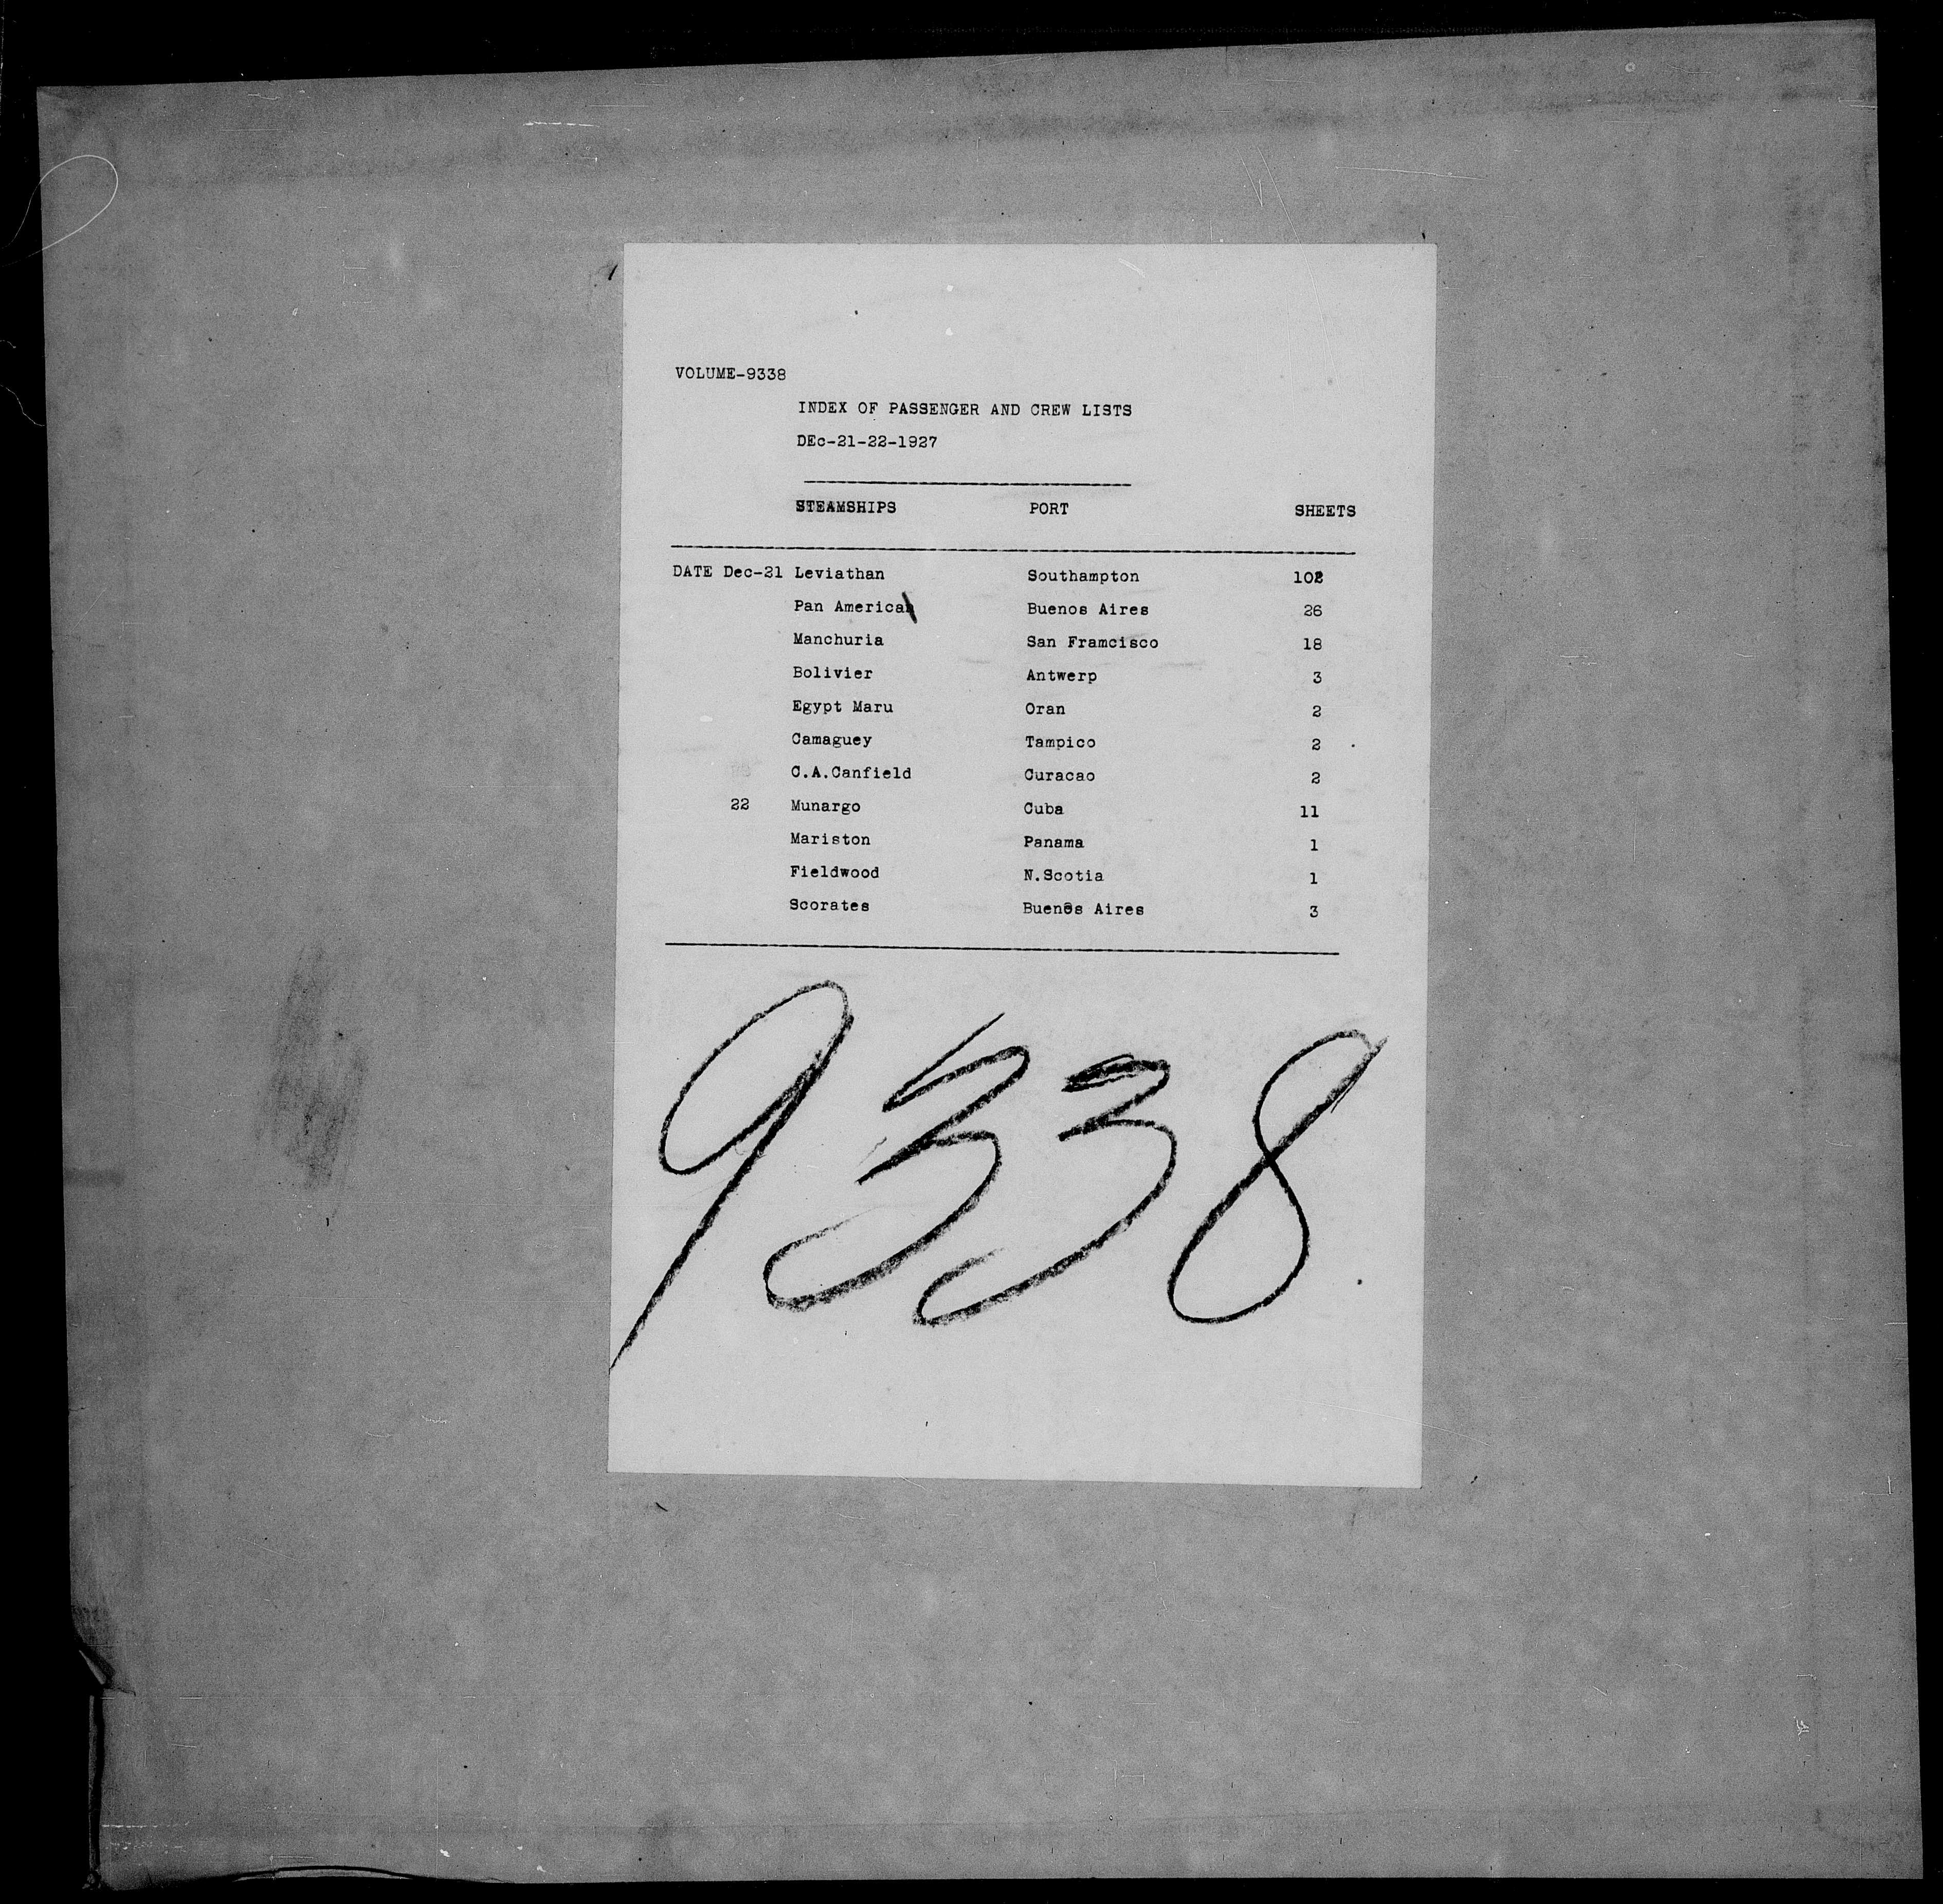 VOLUME-9338
INDEX OF PASSENGER AND CREW LISTS
DEc-21-22-1927
STEAMSHIPS PORT SHEETS
DATE Dec-21 Leviathan Southampton 102
Pan American Buenos Aires 26
Manchuria San Framcisco 18
Bolivier Antwerp 3
Egypt Maru Oran 2
Camaguey Tampico 2
C.A.Canfield Curacao 2
22 Munargo Cuba 11
Mariston Panama 1
Fieldwood N.Scotia 1
Scorates Buenos Aires 3
9338